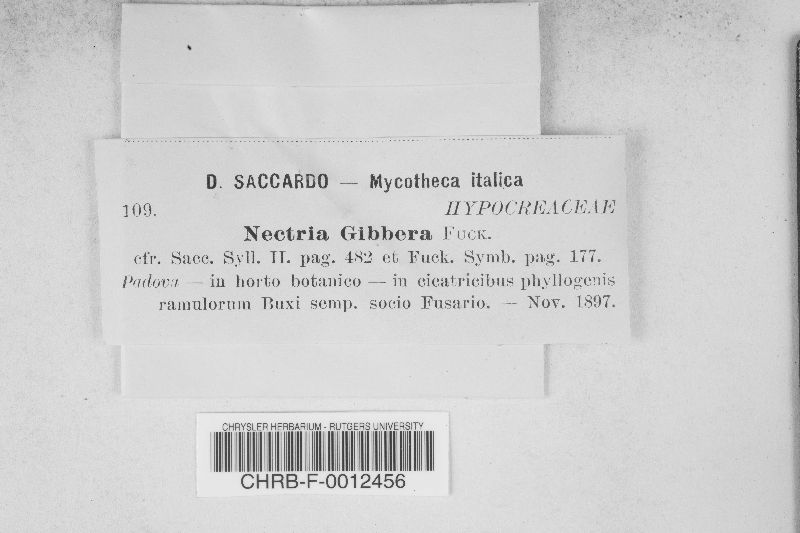 D. SACCARDO — Mycotheca italica
109. HYPOCREACEAE
Nectria Gibbera Fuck.
cfr. Sacc. Syll. II. pag. 482 et Fuck. Symb. pag. 177.
Padova — in horto botanico — in cicatricibus phyllogenis
ramulorum Buxi semp. socio Fusario. — Nov. 1897.
CHRYSLER HERBARIUM - RUTGERS UNIVERSITY
CHRB-F-0012456